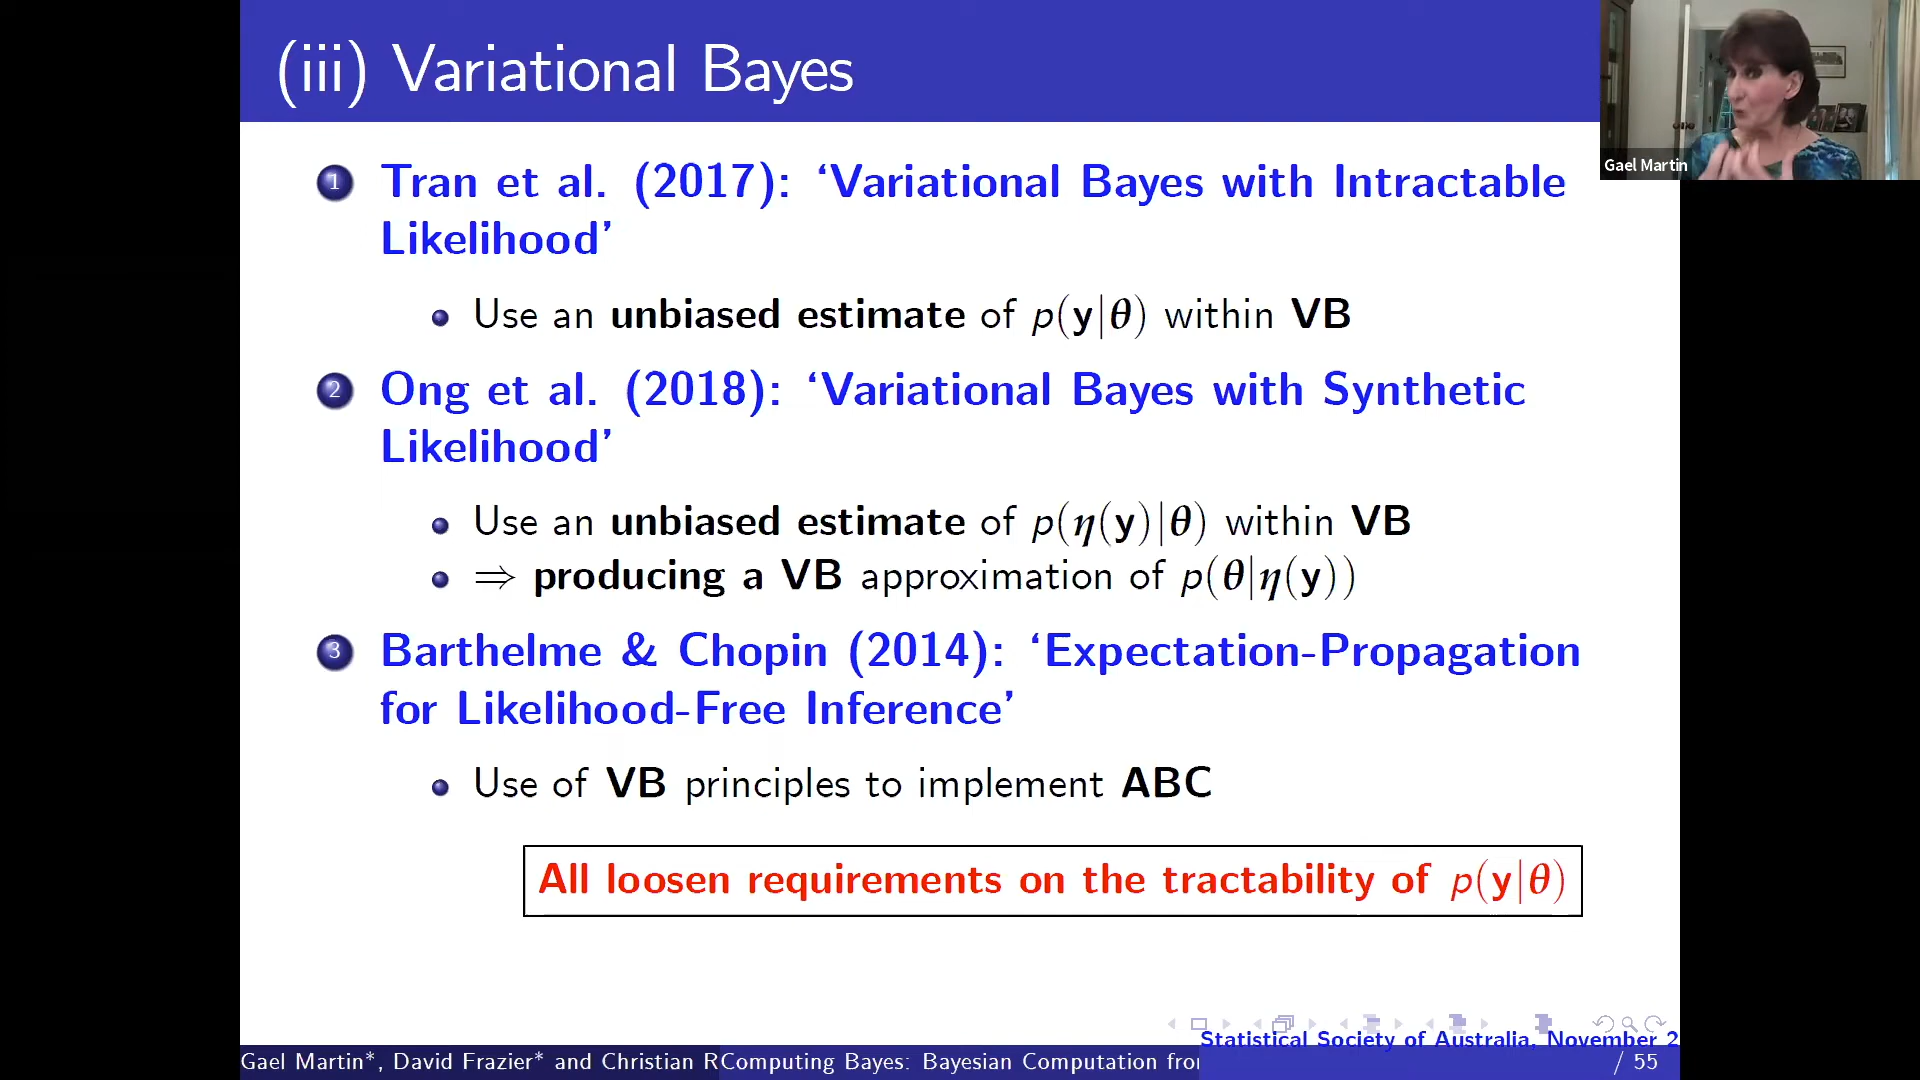 (iii) Variational Bayes
Gael Martin
1 Tran et al. (2017): ‘Variational Bayes with Intractable
Likelihood’
• Use an unbiased estimate of p(y|θ) within VB
2 Ong et al. (2018): ‘Variational Bayes with Synthetic
Likelihood’
• Use an unbiased estimate of p(η(y)|θ) within VB
• ⇒ producing a VB approximation of p(θ|η(y))
3 Barthelme & Chopin (2014): ‘Expectation-Propagation
for Likelihood-Free Inference’
• Use of VB principles to implement ABC
All loosen requirements on the tractability of p(y|θ)
Statistical Society of Australia, November 2
Gael Martin*, David Frazier* and Christian R
Computing Bayes: Bayesian Computation from
/ 55